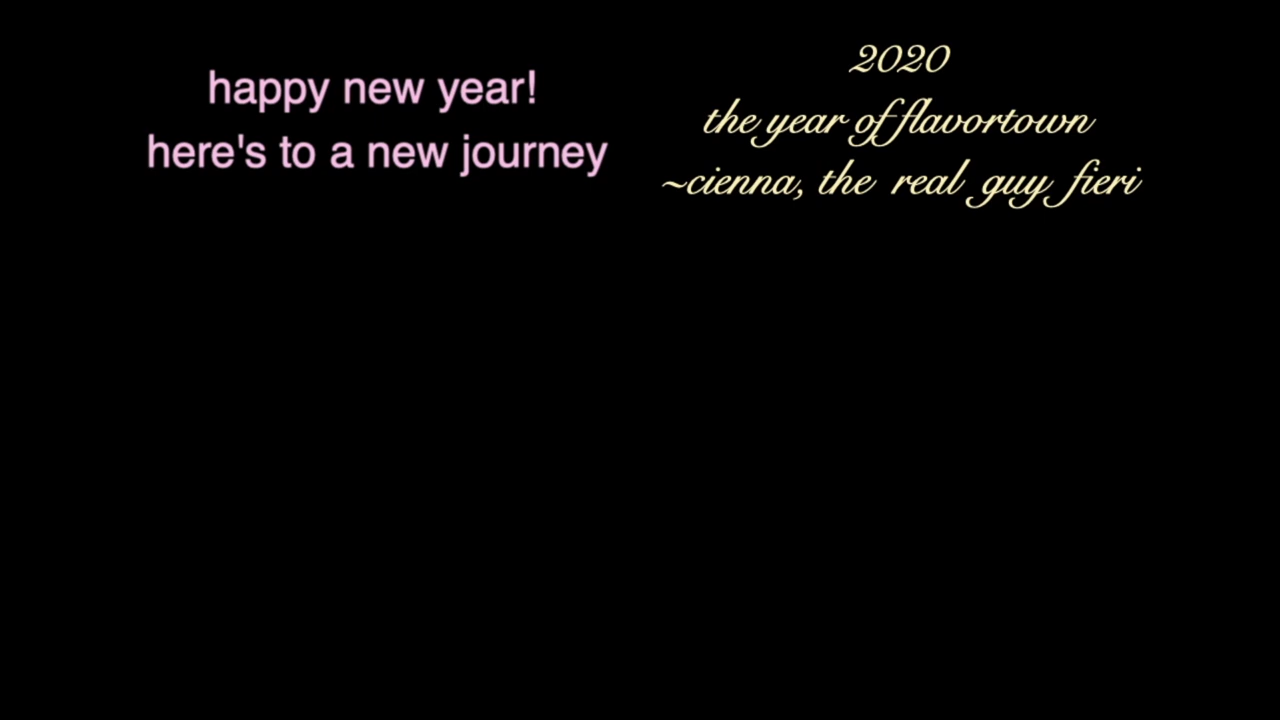 happy new year!
here's to a new journey
2020
the year of flavortown
~cienna, the real guy fieri